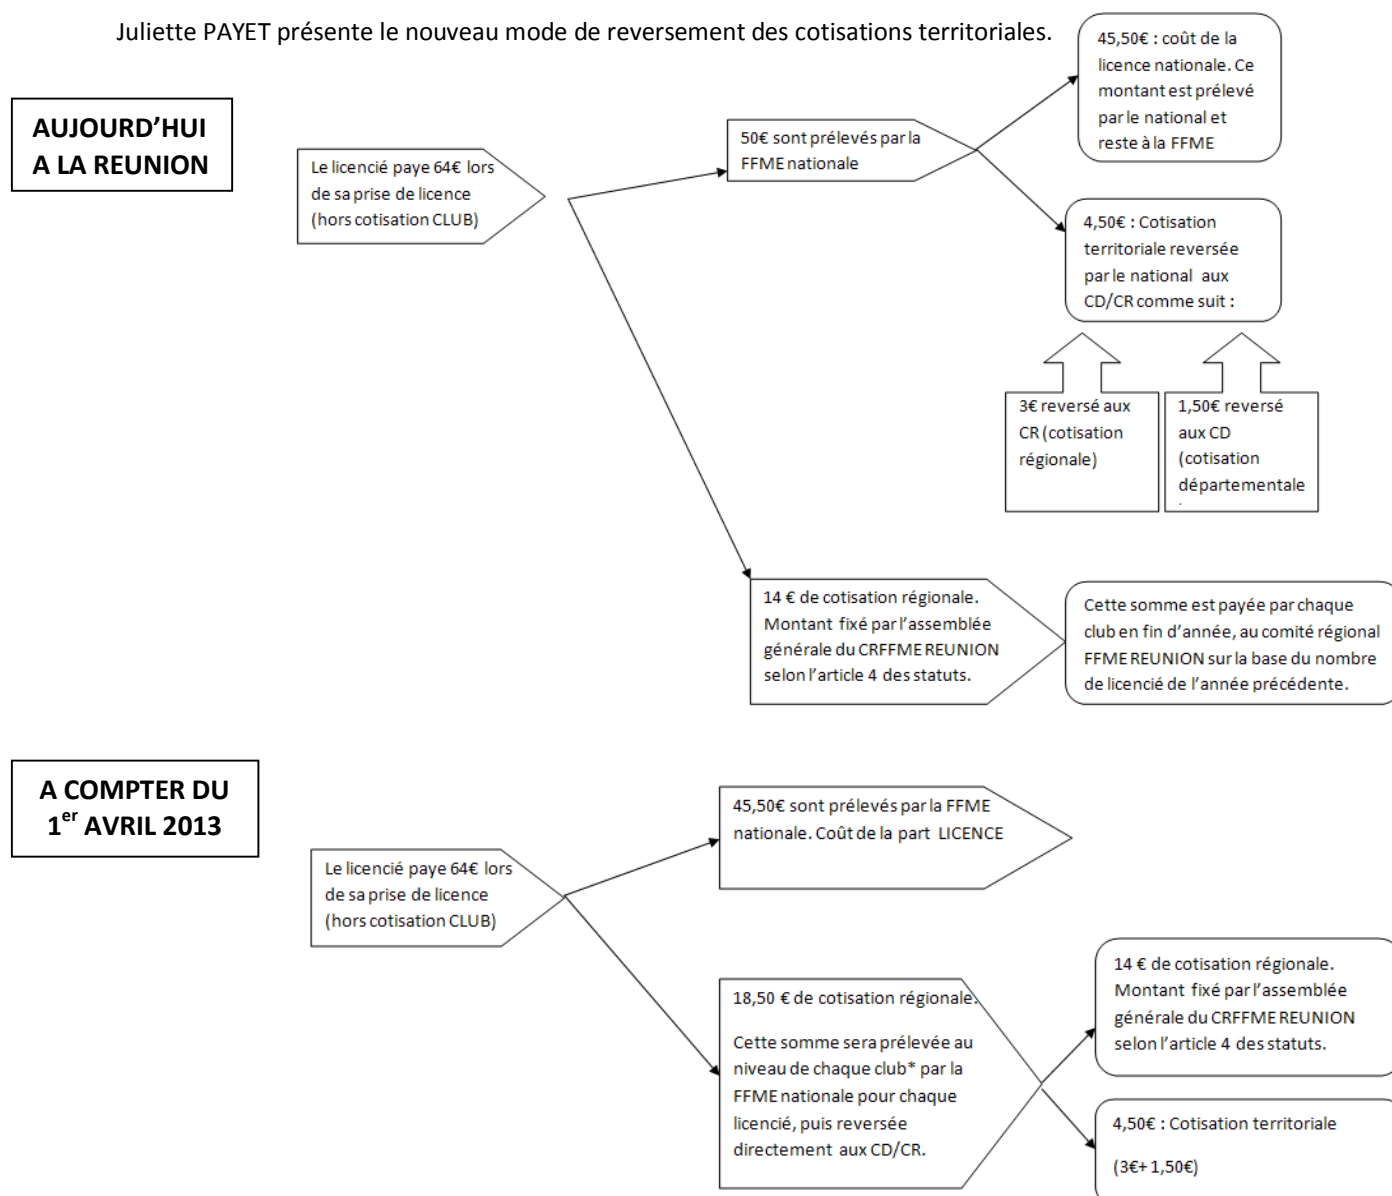 Juliette PAYET présente le nouveau mode de reversement des cotisations territoriales.
AUJOURD’HUI
A LA REUNION
Le licencié paye 64€ lors
de sa prise de licence
(hors cotisation CLUB)
50€ sont prélevés par la
FFME nationale
45,50€ : coût de la
licence nationale. Ce
montant est prélevé
par le national et
reste à la FFME
4,50€ : Cotisation
territoriale reversée
par le national aux
CD/CR comme suit :
3€ reversé aux
CR (cotisation
régionale)
1,50€ reversé
aux CD
(cotisation
départementale
14 € de cotisation régionale.
Montant fixé par l’assemblée
générale du CRFFME REUNION
selon l’article 4 des statuts.
Cette somme est payée par chaque
club en fin d’année, au comité régional
FFME REUNION sur la base du nombre
de licencié de l’année précédente.
A COMPTER DU
1er AVRIL 2013
Le licencié paye 64€ lors
de sa prise de licence
(hors cotisation CLUB)
45,50€ sont prélevés par la FFME
nationale. Coût de la part LICENCE
18,50 € de cotisation régionale.
Cette somme sera prélevée au
niveau de chaque club* par la
FFME nationale pour chaque
licencié, puis reversée
directement aux CD/CR.
14 € de cotisation régionale.
Montant fixé par l’assemblée
générale du CRFFME REUNION
selon l’article 4 des statuts.
4,50€ : Cotisation territoriale
(3€+ 1,50€)